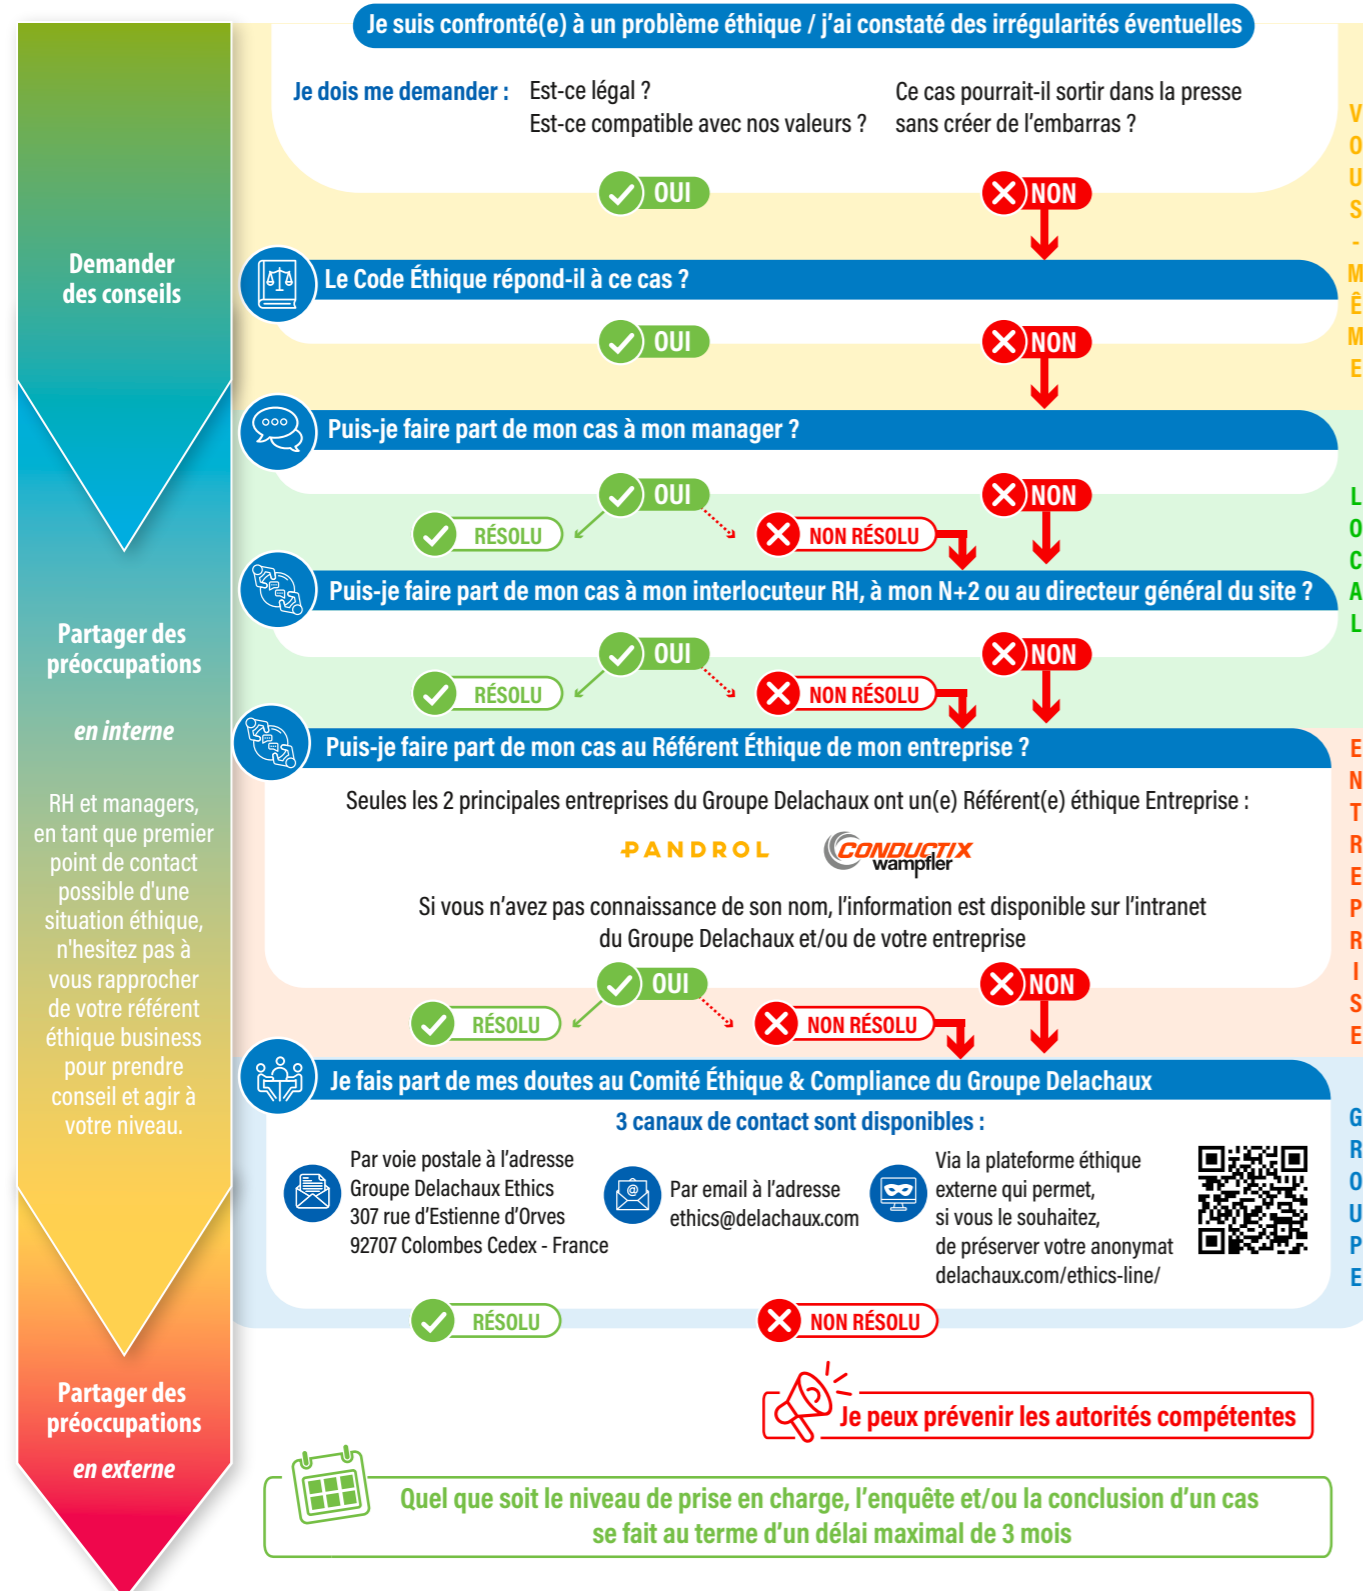 Je suis confronté(e) à un problème éthique / j'ai constaté des irrégularités éventuelles
Je dois me demander :
Est-ce légal ?
Est-ce compatible avec nos valeurs ?
Ce cas pourrait-il sortir dans la presse
sans créer de l'embarras ?
OUI
NON
VOUS-MÊME
Demander
des conseils
Le Code Éthique répond-il à ce cas ?
OUI
NON
Puis-je faire part de mon cas à mon manager ?
OUI
NON
RÉSOLU
NON RÉSOLU
LOCAL
Puis-je faire part de mon cas à mon interlocuteur RH, à mon N+2 ou au directeur général du site ?
OUI
NON
RÉSOLU
NON RÉSOLU
Partager des
préoccupations
en interne
RH et managers,
en tant que premier
point de contact
possible d'une
situation éthique,
n'hesitez pas à
vous rapprocher
de votre référent
éthique business
pour prendre
conseil et agir à
votre niveau.
Puis-je faire part de mon cas au Référent Éthique de mon entreprise ?
Seules les 2 principales entreprises du Groupe Delachaux ont un(e) Référent(e) éthique Entreprise :
PANDROL
CONDUCTIX
wampfler
Si vous n'avez pas connaissance de son nom, l'information est disponible sur l'intranet
du Groupe Delachaux et/ou de votre entreprise
OUI
NON
RÉSOLU
NON RÉSOLU
ENTREPRISE
Je fais part de mes doutes au Comité Éthique & Compliance du Groupe Delachaux
3 canaux de contact sont disponibles :
Par voie postale à l'adresse
Groupe Delachaux Ethics
307 rue d'Estienne d'Orves
92707 Colombes Cedex - France
Par email à l'adresse
ethics@delachaux.com
Via la plateforme éthique
externe qui permet,
si vous le souhaitez,
de préserver votre anonymat
delachaux.com/ethics-line/
GROUPE
RÉSOLU
NON RÉSOLU
Partager des
préoccupations
en externe
Je peux prévenir les autorités compétentes
Quel que soit le niveau de prise en charge, l'enquête et/ou la conclusion d'un cas
se fait au terme d'un délai maximal de 3 mois